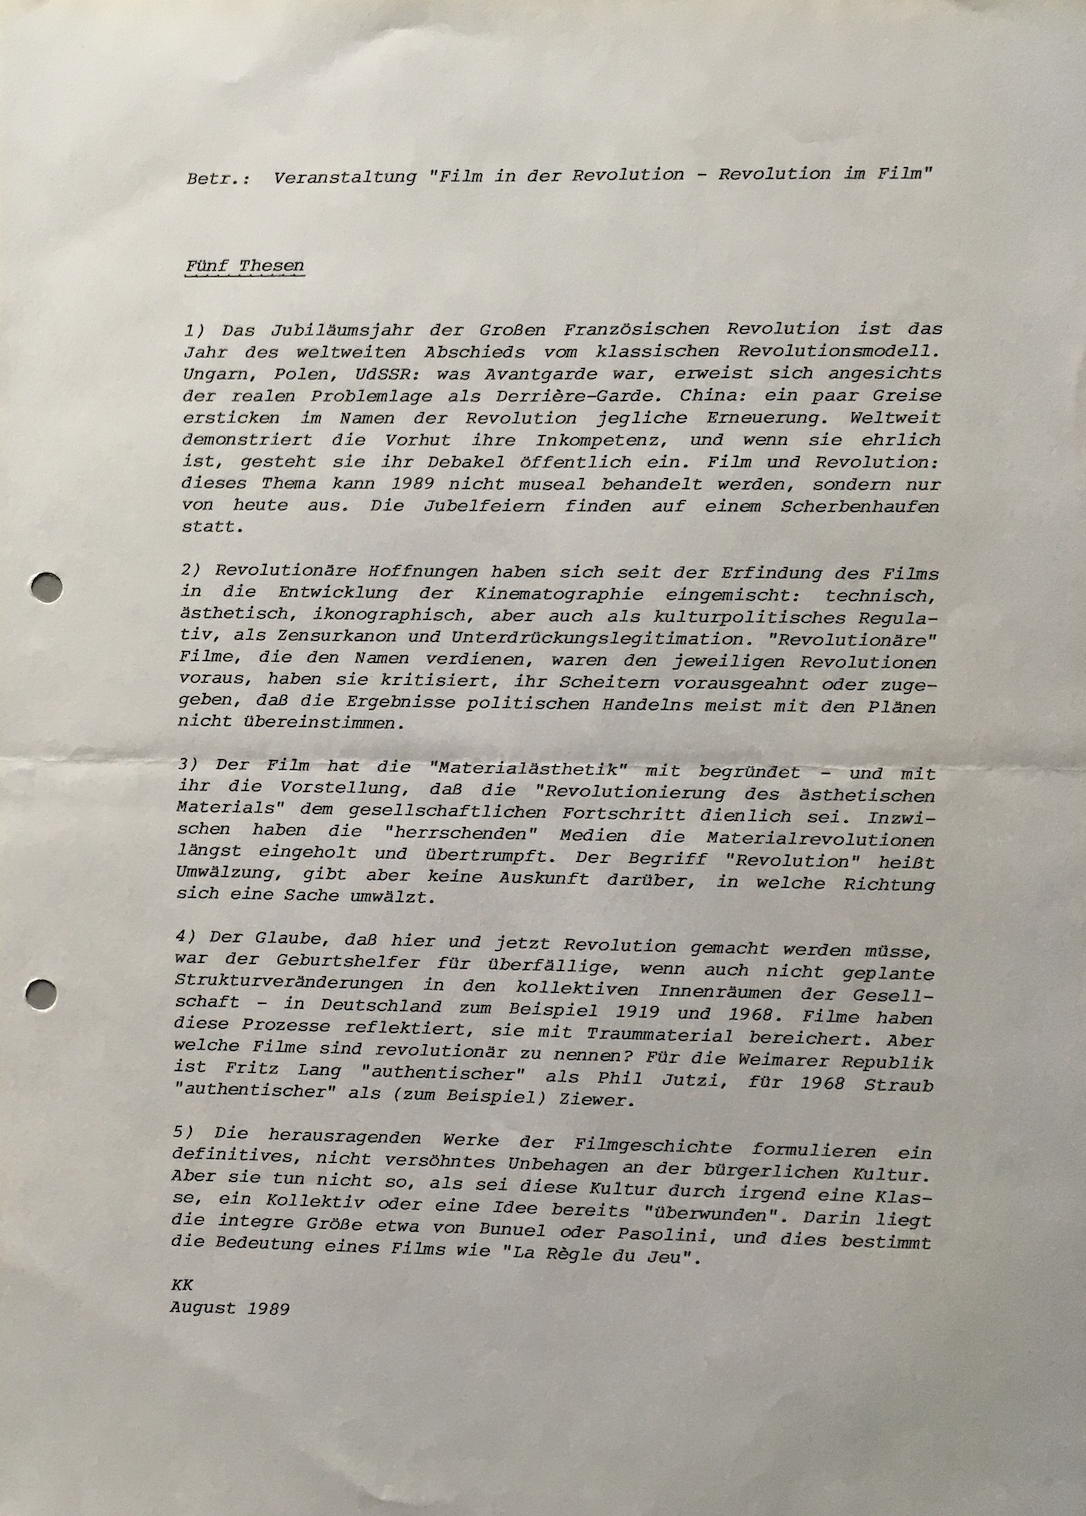 Betr.: Veranstaltung "Film in der Revolution - Revolution im Film"
Fünf Thesen
1) Das Jubiläumsjahr der Großen Französischen Revolution ist das
Jahr des weltweiten Abschieds vom klassischen Revolutionsmodell.
Ungarn, Polen, UdSSR: was Avantgarde war, erweist sich angesichts
der realen Problemlage als Derrière-Garde. China: ein paar Greise
ersticken im Namen der Revolution jegliche Erneuerung. Weltweit
demonstriert die Vorhut ihre Inkompetenz, und wenn sie ehrlich
ist, gesteht sie ihr Debakel öffentlich ein. Film und Revolution:
dieses Thema kann 1989 nicht museal behandelt werden, sondern nur
von heute aus. Die Jubelfeiern finden auf einem Scherbenhaufen
statt.
2) Revolutionäre Hoffnungen haben sich seit der Erfindung des Films
in die Entwicklung der Kinematographie eingemischt: technisch,
ästhetisch, ikonographisch, aber auch als kulturpolitisches Regula-
tiv, als Zensurkanon und Unterdrückungslegitimation. "Revolutionäre"
Filme, die den Namen verdienen, waren den jeweiligen Revolutionen
voraus, haben sie kritisiert, ihr Scheitern vorausgeahnt oder zuge-
geben, daß die Ergebnisse politischen Handelns meist mit den Plänen
nicht übereinstimmen.
3) Der Film hat die "Materialästhetik" mit begründet - und mit
ihr die Vorstellung, daß die "Revolutionierung des ästhetischen
Materials" dem gesellschaftlichen Fortschritt dienlich sei. Inzwi-
schen haben die "herrschenden" Medien die Materialrevolutionen
längst eingeholt und übertrumpft. Der Begriff "Revolution" heißt
Umwälzung, gibt aber keine Auskunft darüber, in welche Richtung
sich eine Sache umwälzt.
4) Der Glaube, daß hier und jetzt Revolution gemacht werden müsse,
war der Geburtshelfer für überfällige, wenn auch nicht geplante
Strukturveränderungen in den kollektiven Innenräumen der Gesell-
schaft - in Deutschland zum Beispiel 1919 und 1968. Filme haben
diese Prozesse reflektiert, sie mit Traummaterial bereichert. Aber
welche Filme sind revolutionär zu nennen? Für die Weimarer Republik
ist Fritz Lang "authentischer" als Phil Jutzi, für 1968 Straub
"authentischer" als (zum Beispiel) Ziewer.
5) Die herausragenden Werke der Filmgeschichte formulieren ein
definitives, nicht versöhntes Unbehagen an der bürgerlichen Kultur.
Aber sie tun nicht so, als sei diese Kultur durch irgend eine Klas-
se, ein Kollektiv oder eine Idee bereits "überwunden". Darin liegt
die integre Größe etwa von Bunuel oder Pasolini, und dies bestimmt
die Bedeutung eines Films wie "La Règle du Jeu".
KK
August 1989